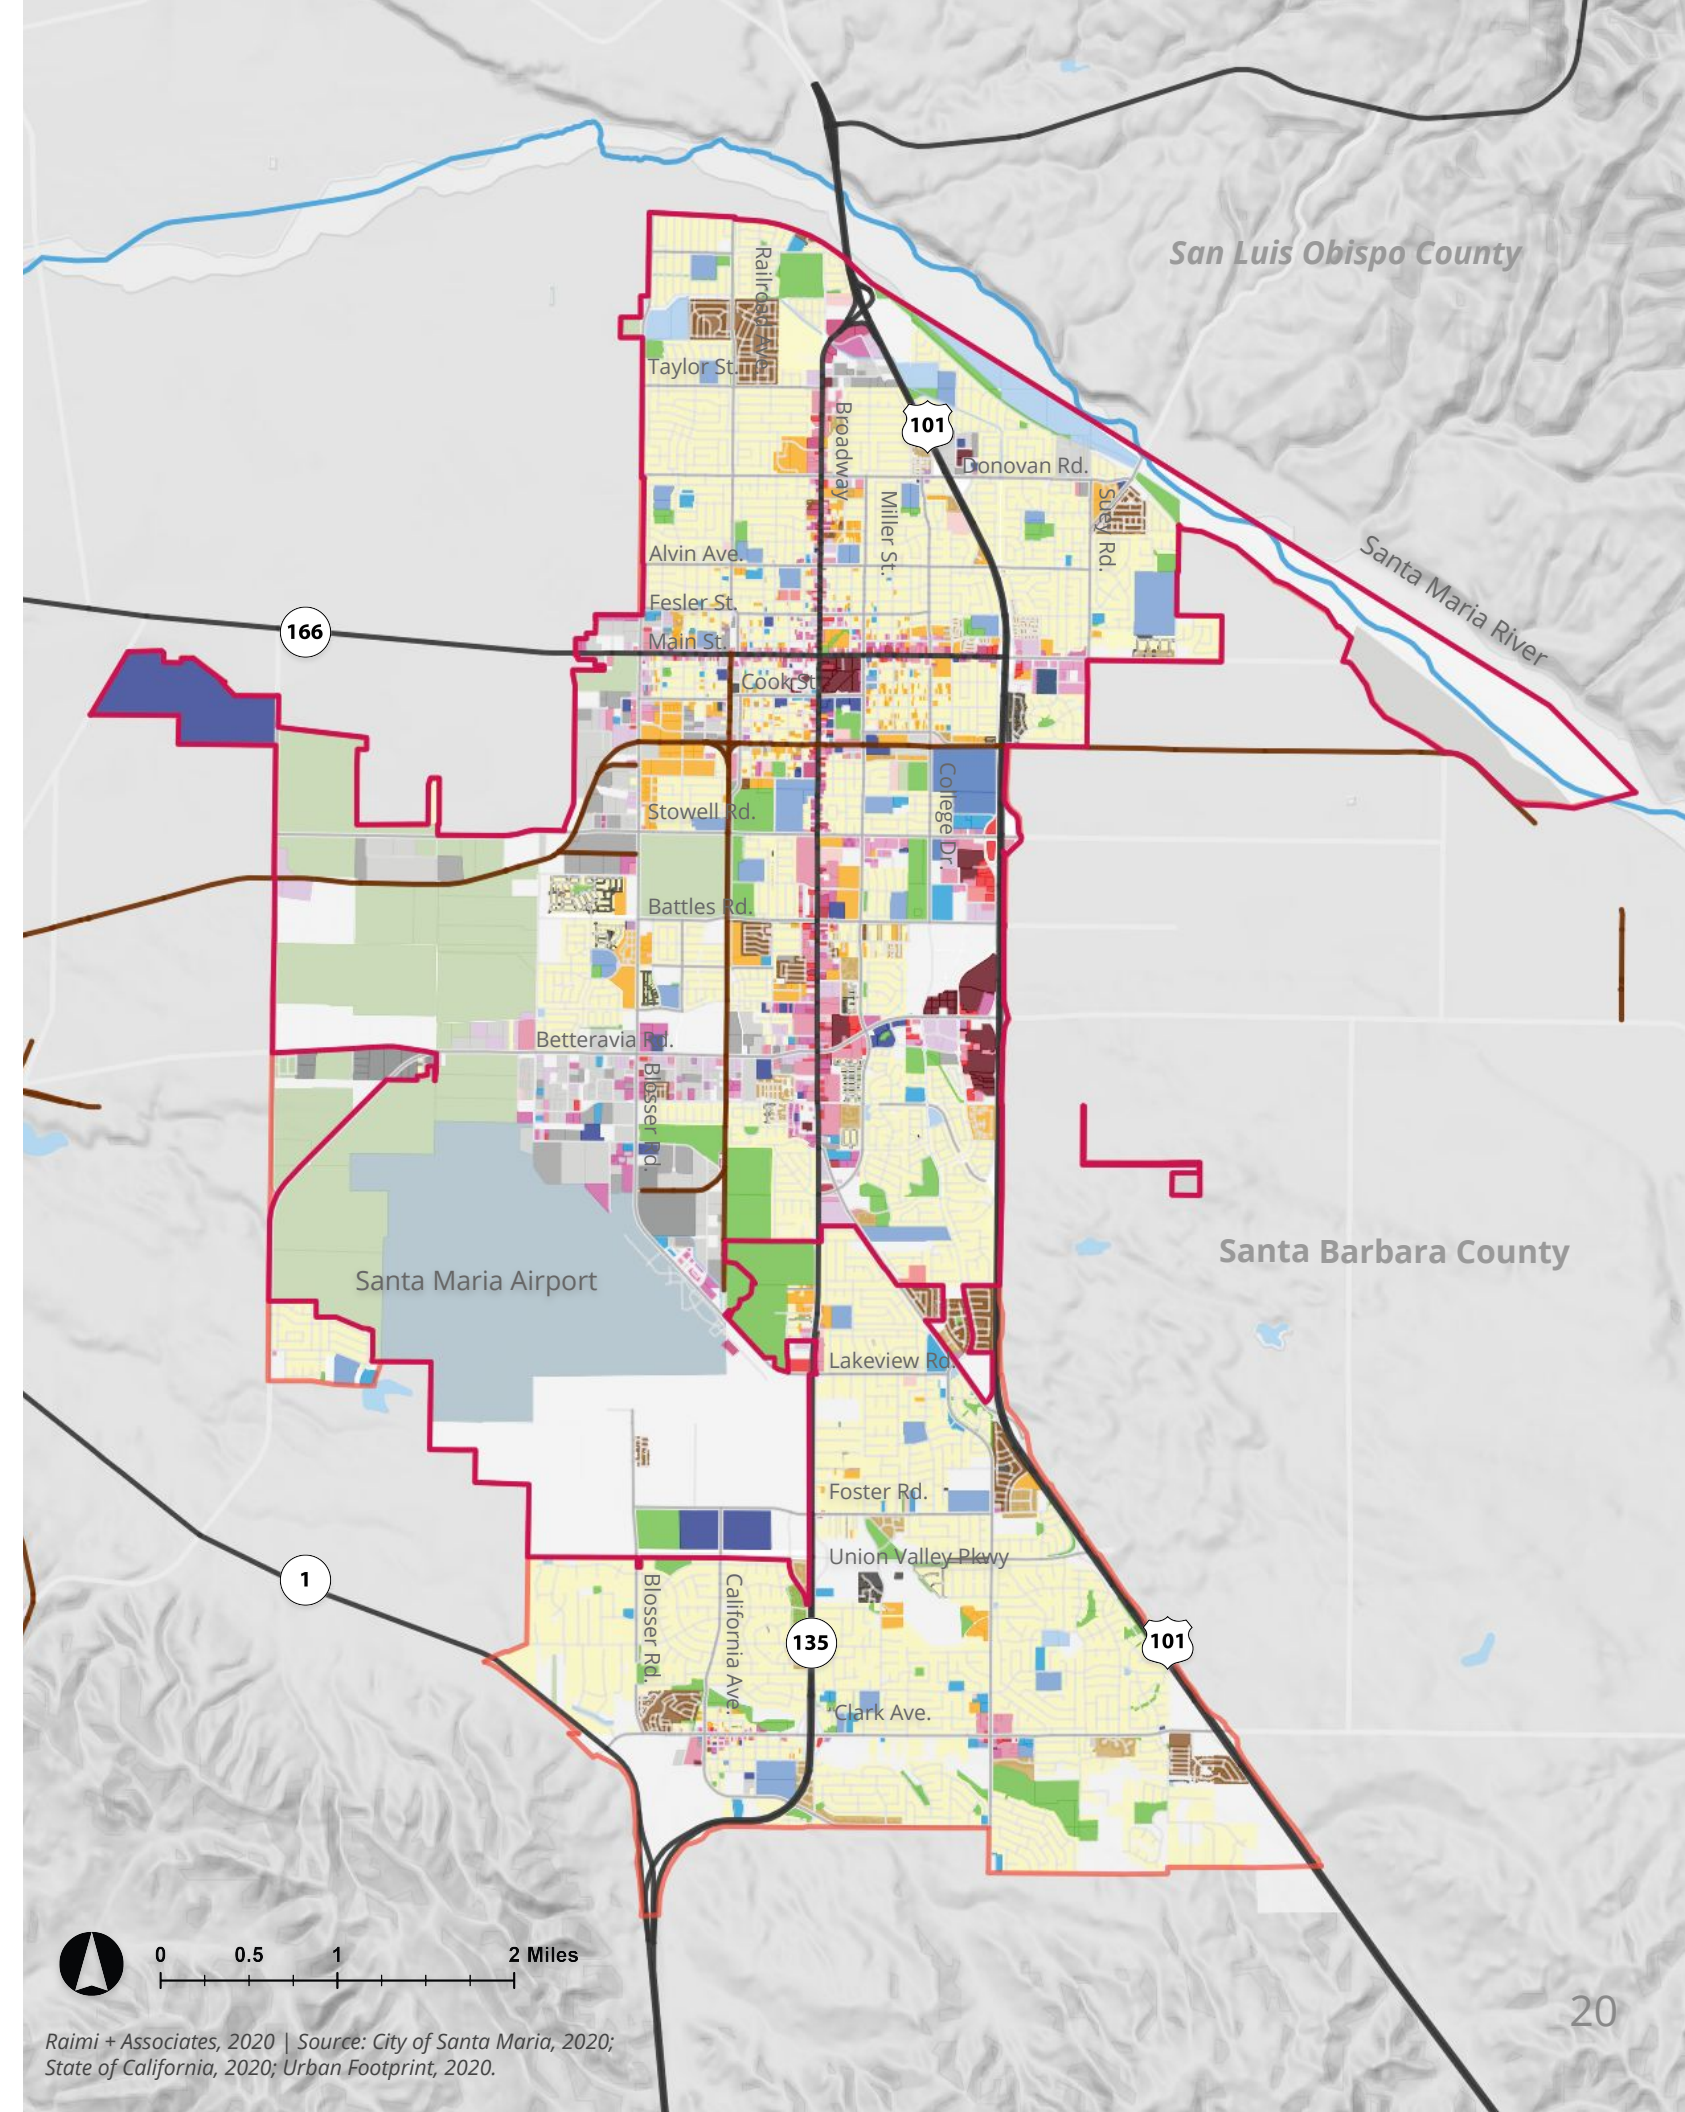 San Luis Obispo County
Railroad Ave.
Taylor St.
Broadway
101
Donovan Rd.
Miller St.
Suey Rd.
Alvin Ave.
Santa Maria River
Fesler St.
166
Main St.
Cook St.
College Dr.
Stowell Rd.
Battles Rd.
Betteravia Rd.
Blosser Rd.
Santa Barbara County
Santa Maria Airport
Lakeview Rd.
Foster Rd.
Union Valley Pkwy
1
Blosser Rd.
California Ave.
135
101
Clark Ave.
0 0.5 1 2 Miles
20
Raimi + Associates, 2020 | Source: City of Santa Maria, 2020;
State of California, 2020; Urban Footprint, 2020.